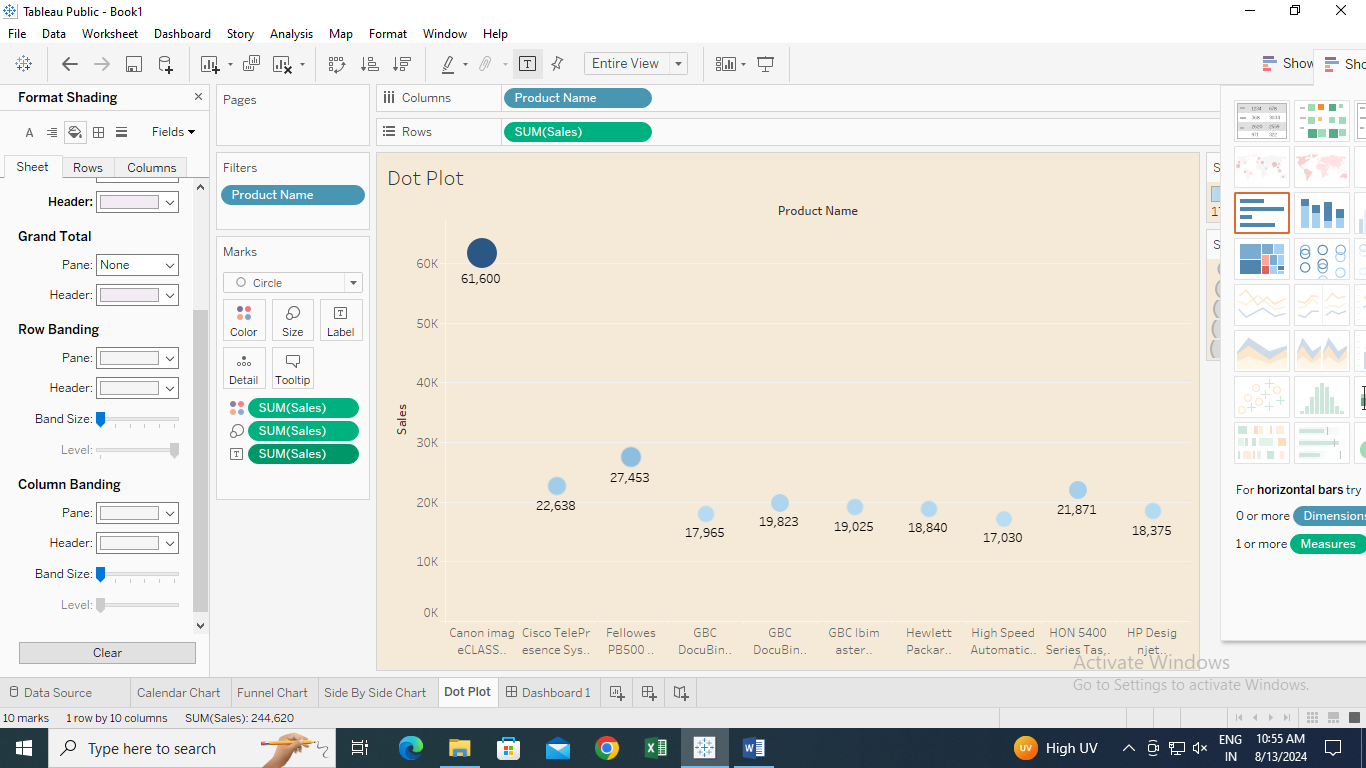 Tableau Public - Book1
File Data Worksheet Dashboard Story Analysis Map Format Window Help
Entire View
Show
Format Shading
Fields
Sheet Rows Columns
Header:
Grand Total
Pane: None
Header:
Row Banding
Pane:
Header:
Band Size:
Level:
Column Banding
Pane:
Header:
Band Size:
Level:
Clear
Pages
Filters
Product Name
Marks
Circle
Color Size Label
Detail Tooltip
SUM(Sales)
SUM(Sales)
SUM(Sales)
Columns Product Name
Rows SUM(Sales)
Dot Plot
Product Name
Sales
60K
50K
40K
30K
20K
10K
0K
61,600
22,638
27,453
17,965
19,823
19,025
18,840
17,030
21,871
18,375
Canon imag
eCLASS..
Cisco TelePr
esence Sys..
Fellowes
PB500 ..
GBC
DocuBin..
GBC
DocuBin..
GBC Ibim
aster..
Hewlett
Packar..
High Speed
Automatic..
HON 5400
Series Tas..
HP Desig
njet..
For horizontal bars try
0 or more Dimensions
1 or more Measures
Activate Windows
Go to Settings to activate Windows.
Data Source Calendar Chart Funnel Chart Side By Side Chart Dot Plot Dashboard 1
10 marks 1 row by 10 columns SUM(Sales): 244,620
Type here to search
UV High UV
ENG
IN
10:55 AM
8/13/2024